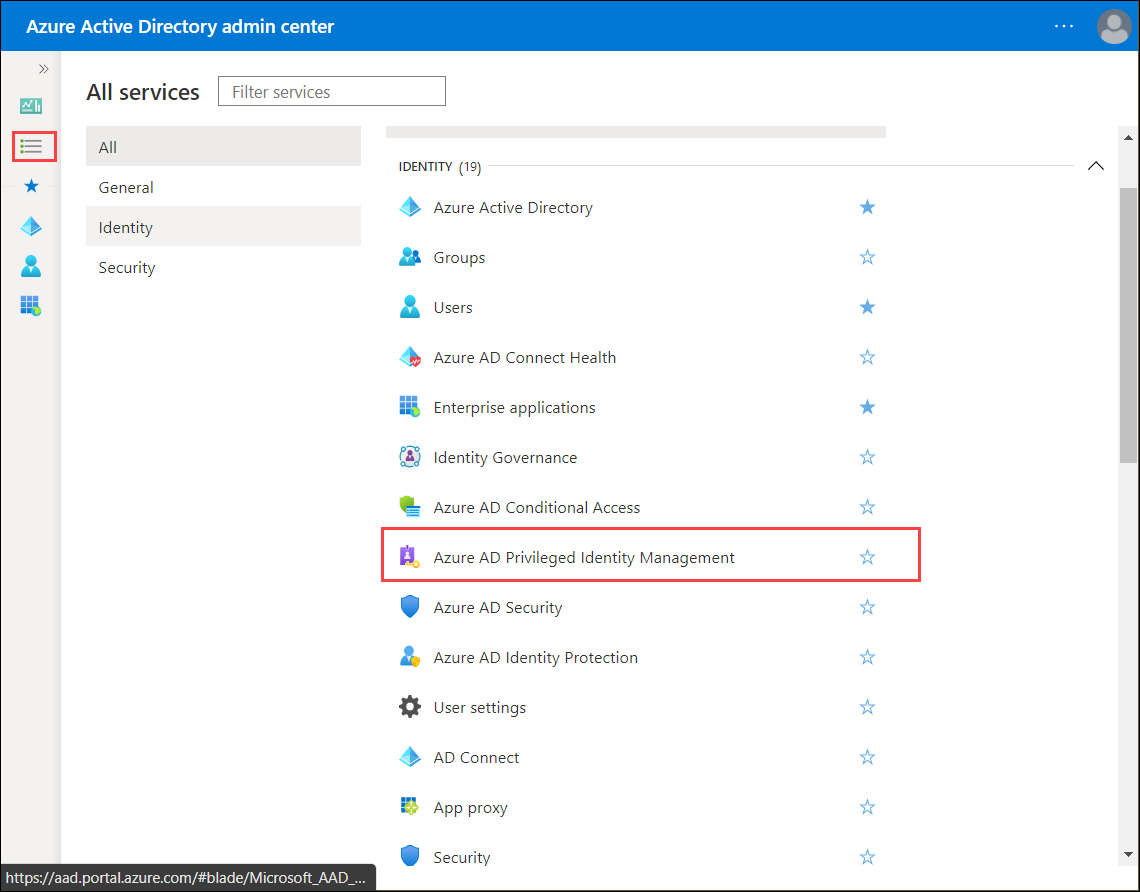 Azure Active Directory admin center
All services
Filter services
All
General
Identity
Security
IDENTITY (19)
Azure Active Directory
Groups
Users
Azure AD Connect Health
Enterprise applications
Identity Governance
Azure AD Conditional Access
Azure AD Privileged Identity Management
Azure AD Security
Azure AD Identity Protection
User settings
AD Connect
App proxy
Security
https://aad.portal.azure.com/#blade/Microsoft_AAD_...